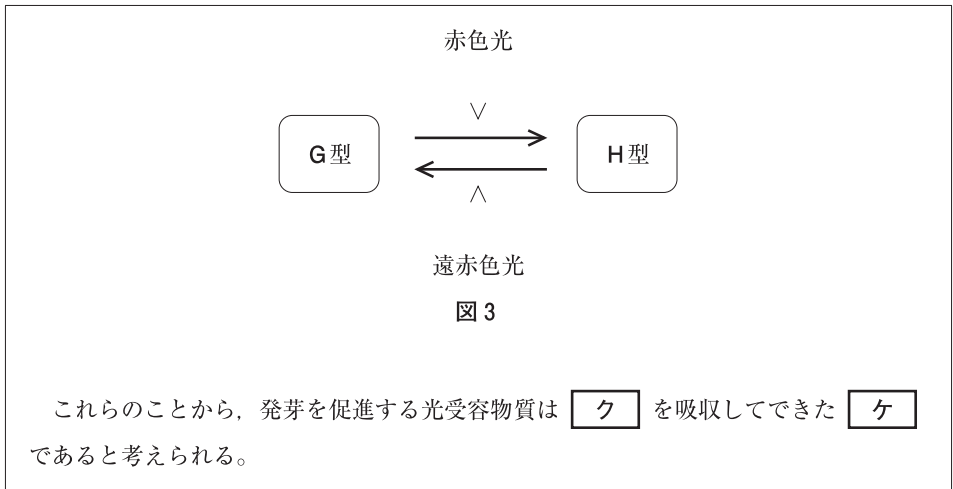 赤色光
G型
H型
遠赤色光
図3
これらのことから，発芽を促進する光受容物質は ク を吸収してできた ケ
であると考えられる。